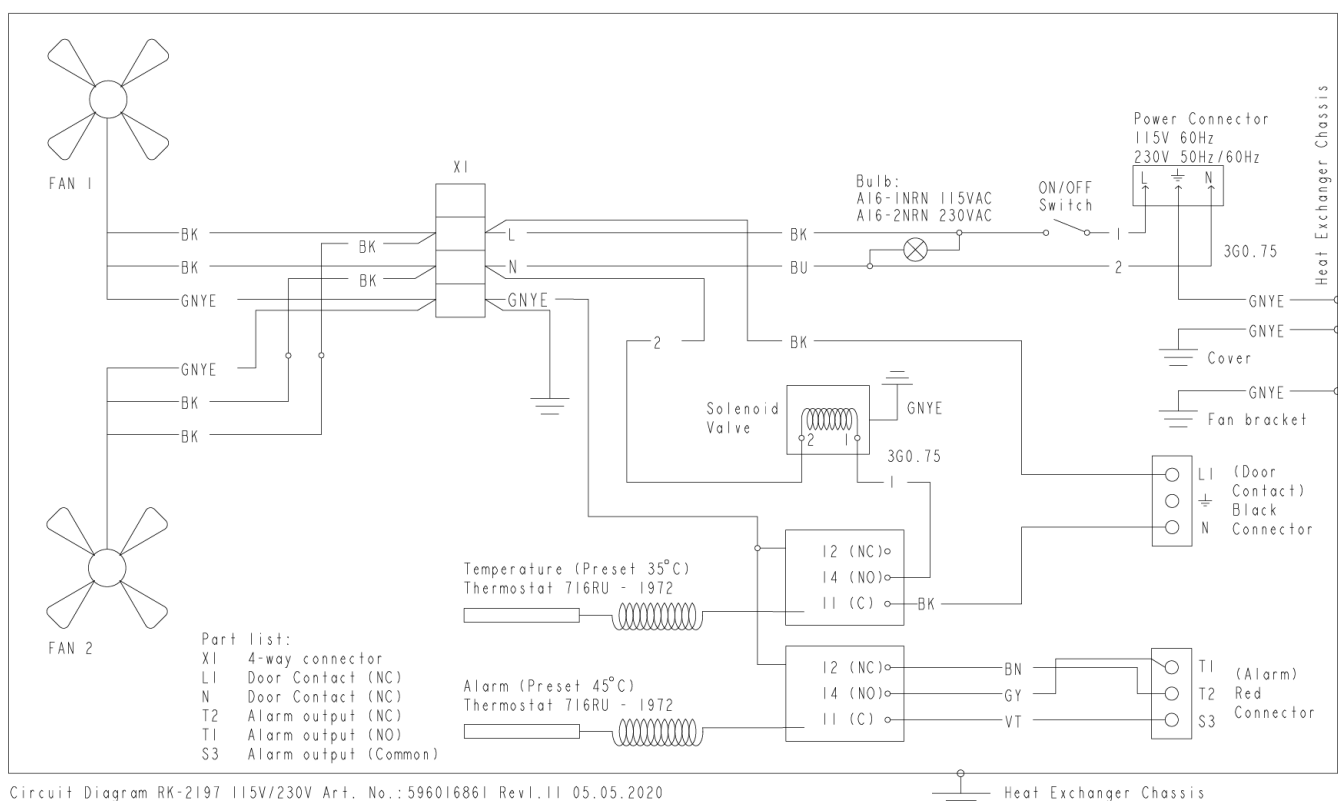 FAN 1
X1
BK
BK
BK
BK
GNYE
GNYE
BK
BK
L
N
GNYE
2
BK
BU
BK
Bulb:
A16-1NRN 115VAC
A16-2NRN 230VAC
ON/OFF
Switch
1
2
Power Connector
115V 60Hz
230V 50Hz/60Hz
L
N
3G0.75
Heat Exchanger Chassis
GNYE
GNYE
Cover
GNYE
Fan bracket
Solenoid
Valve
2
1
GNYE
3G0.75
1
L1
N
(Door
Contact)
Black
Connector
12 (NC)
14 (NO)
11 (C)
BK
Temperature (Preset 35°C)
Thermostat 716RU - 1972
FAN 2
Part list:
X1 4-way connector
L1 Door Contact (NC)
N Door Contact (NC)
T2 Alarm output (NC)
T1 Alarm output (NO)
S3 Alarm output (Common)
Alarm (Preset 45°C)
Thermostat 716RU - 1972
12 (NC)
14 (NO)
11 (C)
BN
GY
VT
T1
T2
S3
(Alarm)
Red
Connector
Circuit Diagram RK-2197 115V/230V Art. No.:596016861 Rev1.11 05.05.2020
Heat Exchanger Chassis